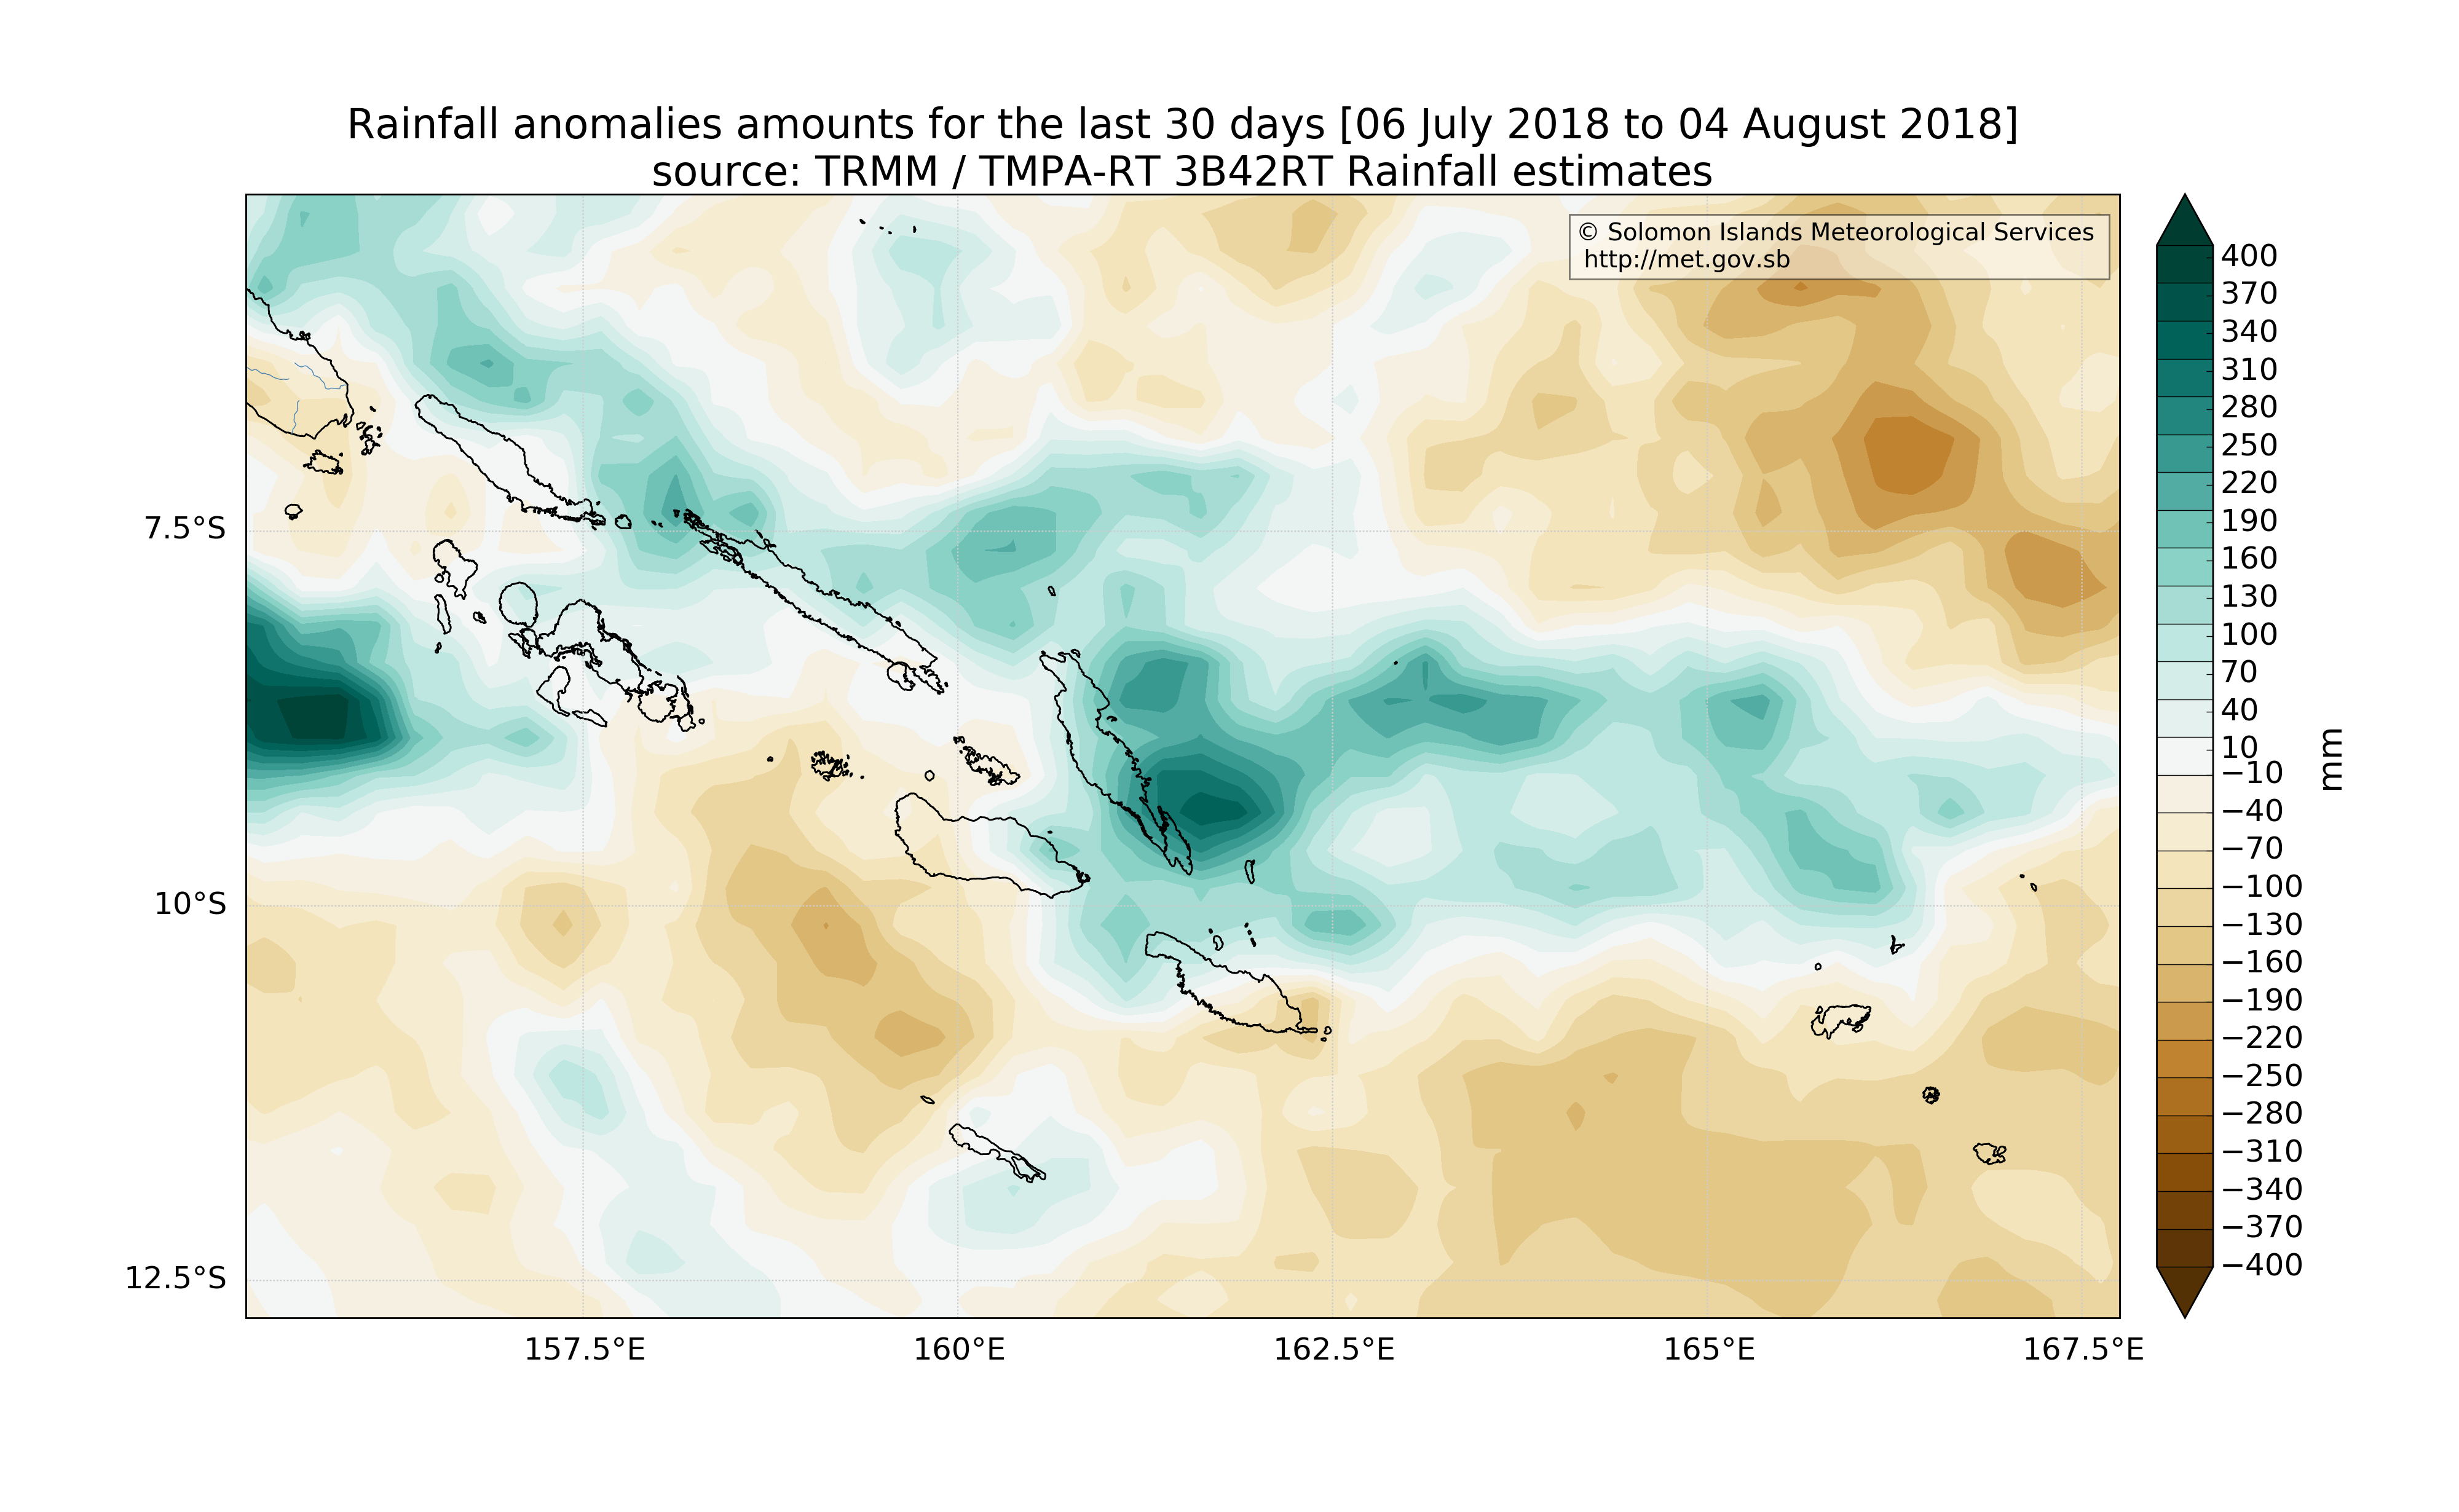 Rainfall anomalies amounts for the last 30 days [06 July 2018 to 04 August 2018]
source: TRMM / TMPA-RT 3B42RT Rainfall estimates
© Solomon Islands Meteorological Services
http://met.gov.sb
7.5°S
10°S
12.5°S
157.5°E
160°E
162.5°E
165°E
167.5°E
400
370
340
310
280
250
220
190
160
130
100
70
40
10
−10
−40
−70
−100
−130
−160
−190
−220
−250
−280
−310
−340
−370
−400
mm